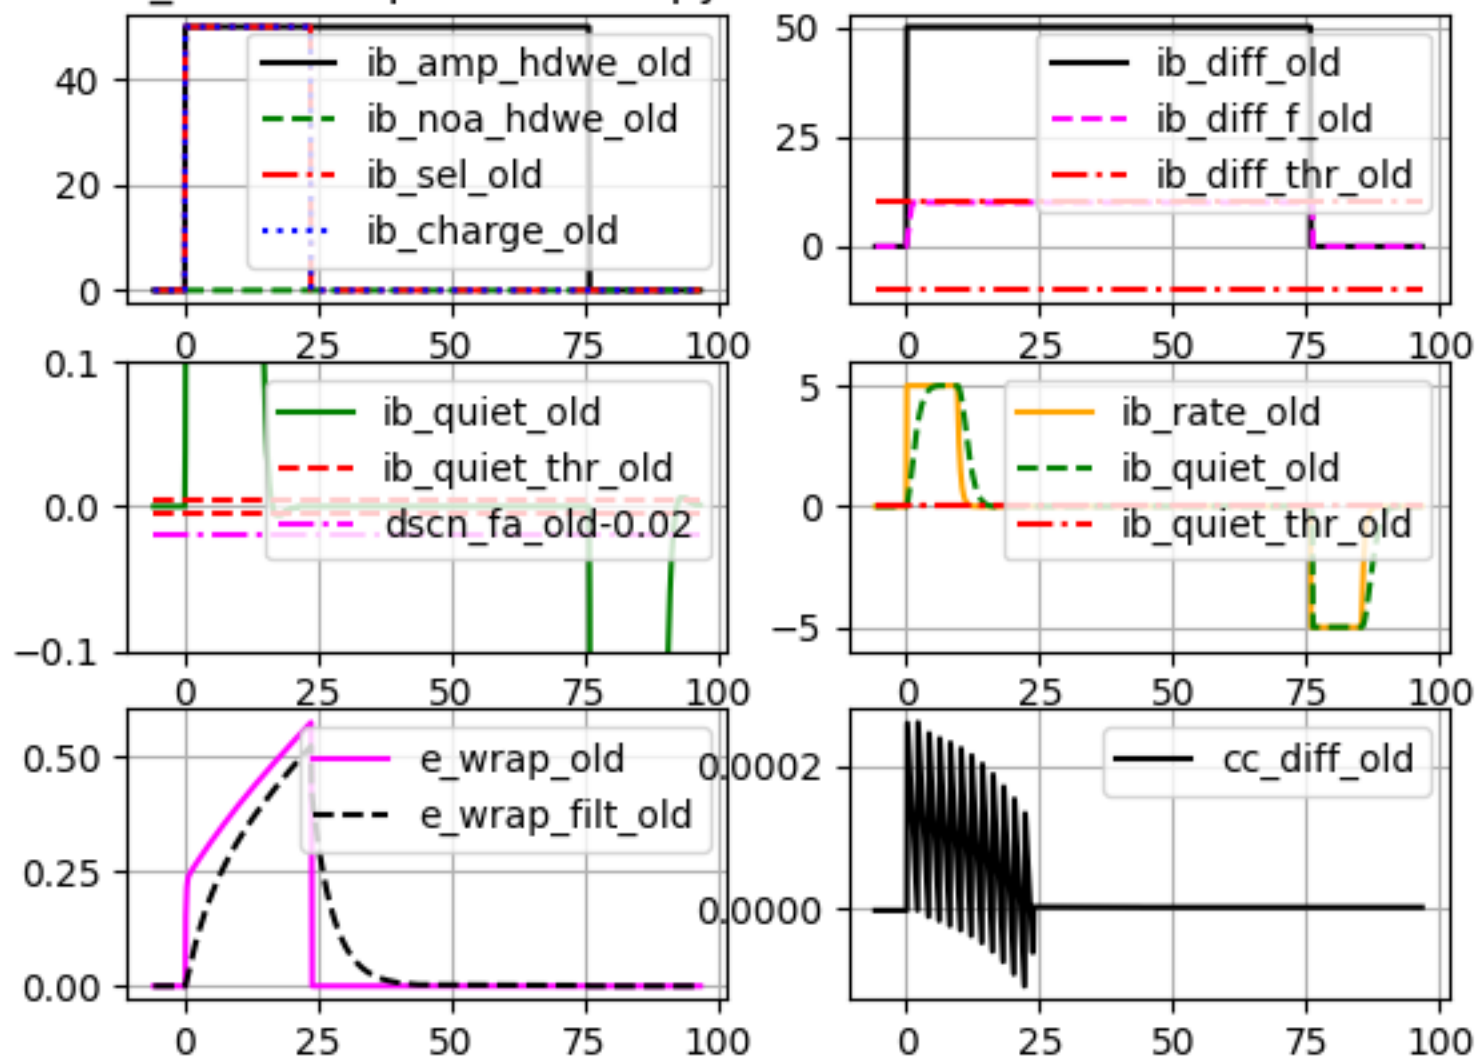 ib_amp_hdwe_old
ib_noa_hdwe_old
ib_sel_old
ib_charge_old
40
20
0
0 25 50 75 100
ib_diff_old
ib_diff_f_old
ib_diff_thr_old
50
25
0
0 25 50 75 100
ib_quiet_old
ib_quiet_thr_old
dscn_fa_old-0.02
0.1
0.0
−0.1
0 25 50 75 100
ib_rate_old
ib_quiet_old
ib_quiet_thr_old
5
0
−5
0 25 50 75 100
e_wrap_old
e_wrap_filt_old
0.50
0.25
0.00
0 25 50 75 100
cc_diff_old
0.0002
0.0000
0 25 50 75 100